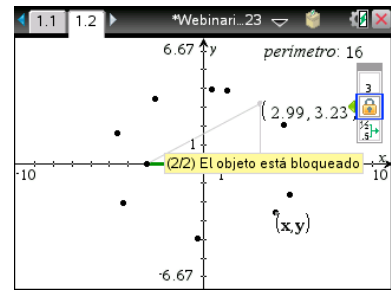 1.1 1.2 *Webinari...23
6.67 y perimetro: 16
3
(2.99, 3.23)
1
(2/2) El objeto está bloqueado
x
-10 1 10
(x,y)
-6.67